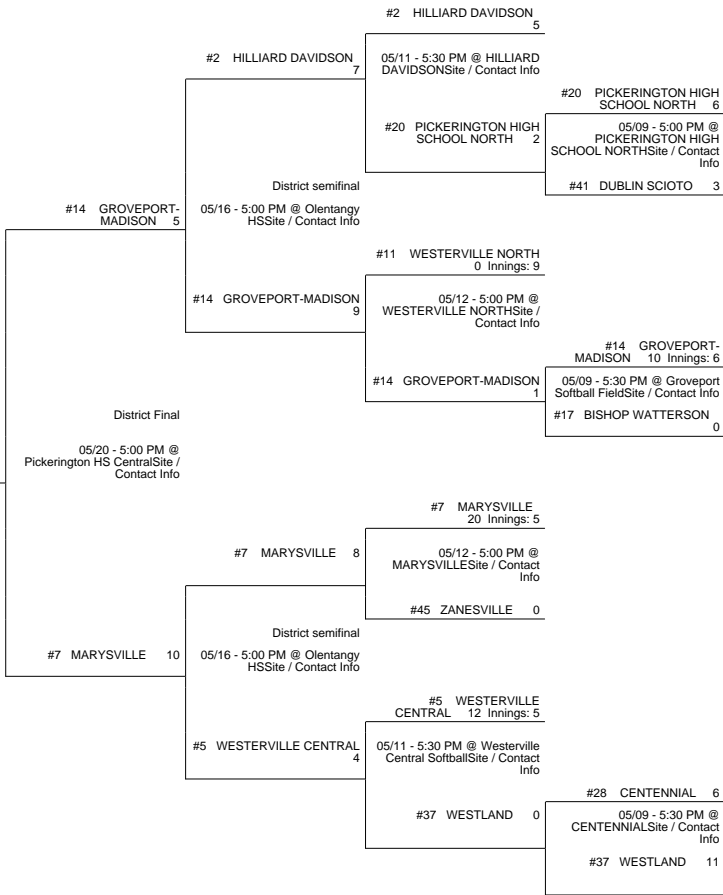 #2 HILLIARD DAVIDSON
5
#2 HILLIARD DAVIDSON
7
05/11 - 5:30 PM @ HILLIARD
DAVIDSONSite / Contact Info
#20 PICKERINGTON HIGH
SCHOOL NORTH 6
#20 PICKERINGTON HIGH
SCHOOL NORTH 2
05/09 - 5:00 PM @
PICKERINGTON HIGH
SCHOOL NORTHSite / Contact
Info
#41 DUBLIN SCIOTO 3
District semifinal
05/16 - 5:00 PM @ Olentangy
HSSite / Contact Info
#14 GROVEPORT-
MADISON 5
#11 WESTERVILLE NORTH
0 Innings: 9
#14 GROVEPORT-MADISON
9
05/12 - 5:00 PM @
WESTERVILLE NORTHSite /
Contact Info
#14 GROVEPORT-
MADISON 10 Innings: 6
#14 GROVEPORT-MADISON
1
05/09 - 5:30 PM @ Groveport
Softball FieldSite / Contact Info
#17 BISHOP WATTERSON
0
District Final
05/20 - 5:00 PM @
Pickerington HS CentralSite /
Contact Info
#7 MARYSVILLE
20 Innings: 5
#7 MARYSVILLE 8
05/12 - 5:00 PM @
MARYSVILLESite / Contact
Info
#45 ZANESVILLE 0
District semifinal
05/16 - 5:00 PM @ Olentangy
HSSite / Contact Info
#7 MARYSVILLE 10
#5 WESTERVILLE
CENTRAL 12 Innings: 5
#5 WESTERVILLE CENTRAL
4
05/11 - 5:30 PM @ Westerville
Central SoftballSite / Contact
Info
#28 CENTENNIAL 6
#37 WESTLAND 0
05/09 - 5:30 PM @
CENTENNIALSite / Contact
Info
#37 WESTLAND 11